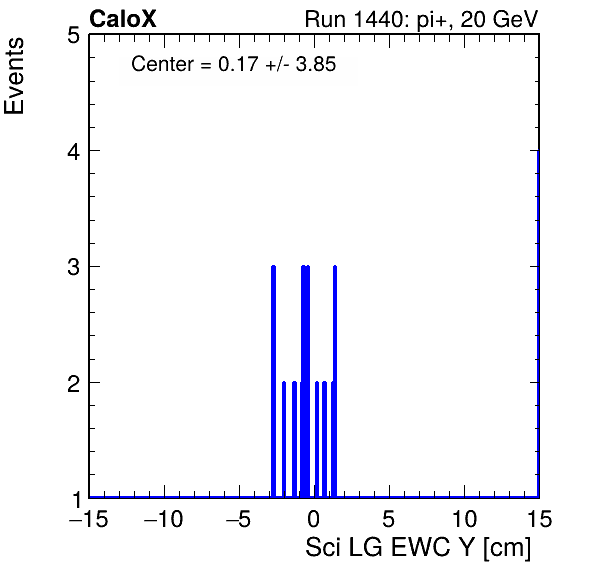 CaloX Run 1440: pi+, 20 GeV
Center = 0.17 +/- 3.85
Events
5
4
3
2
1
−15 −10 −5 0 5 10 15
Sci LG EWC Y [cm]